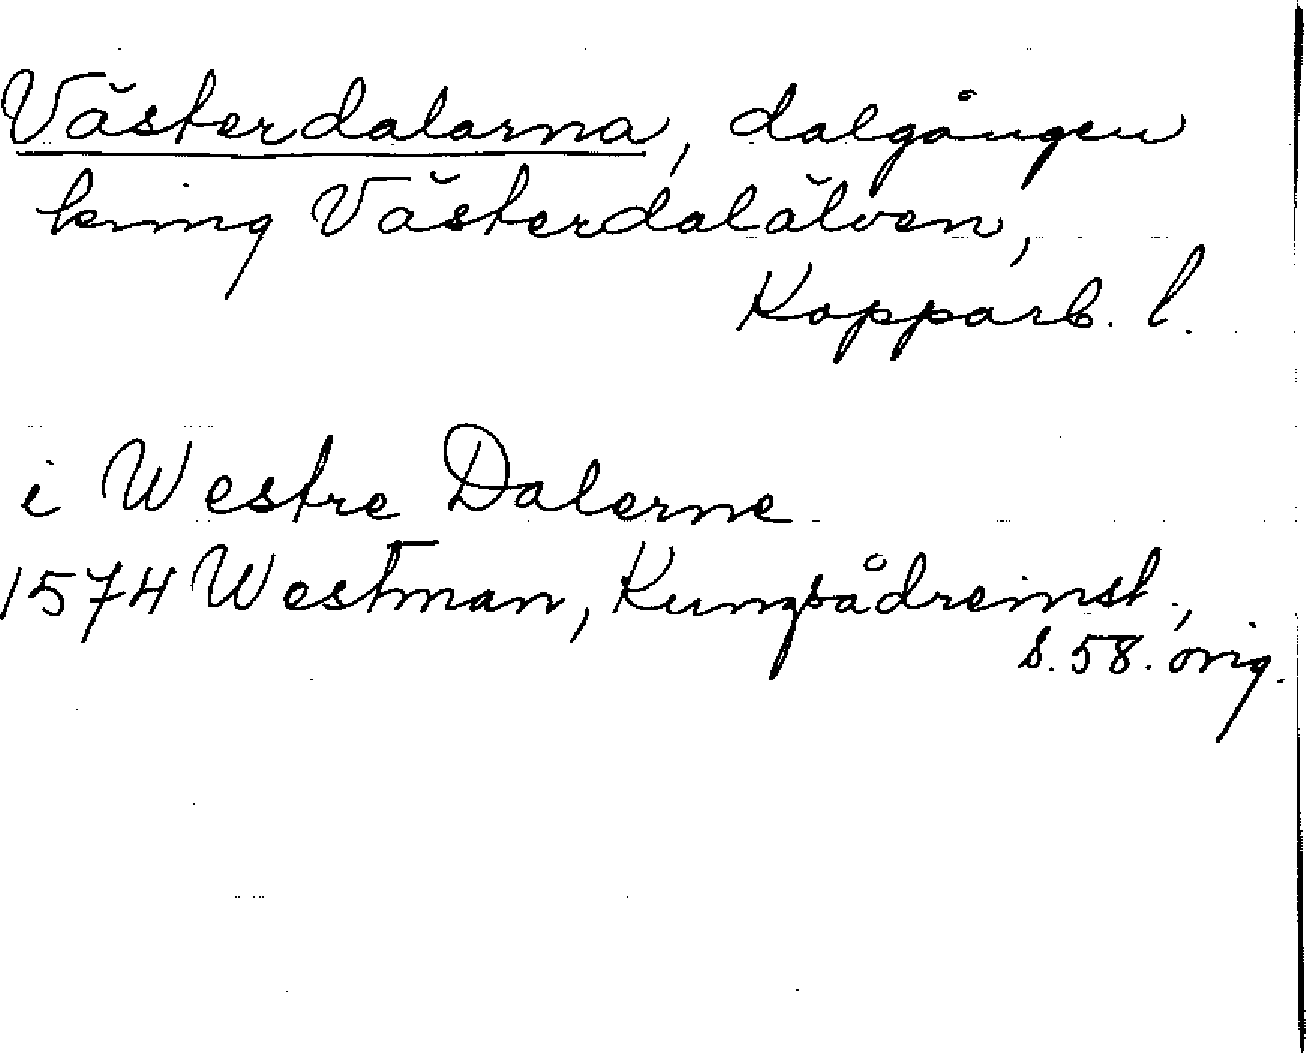 Västerdalarna, dalgången
kring Västerdalälven,
Kopparb. l.
i Westre Dalerne
1574 Westman, Kungsådreinst.,
s. 58. orig.